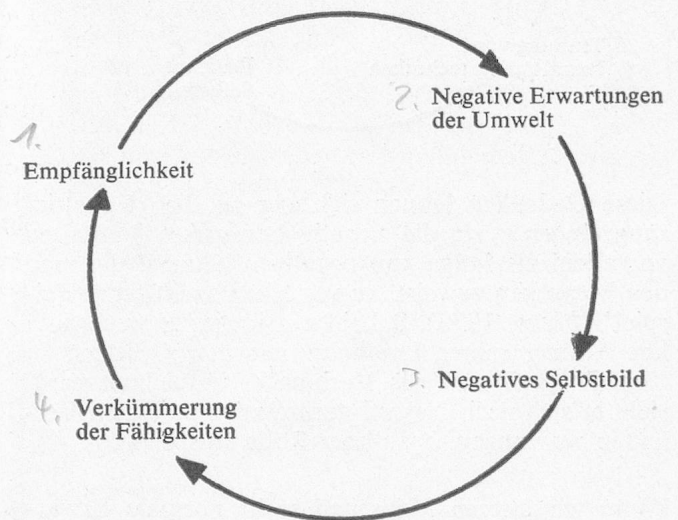 1.
Empfänglichkeit
2. Negative Erwartungen
der Umwelt
3. Negatives Selbstbild
4. Verkümmerung
der Fähigkeiten